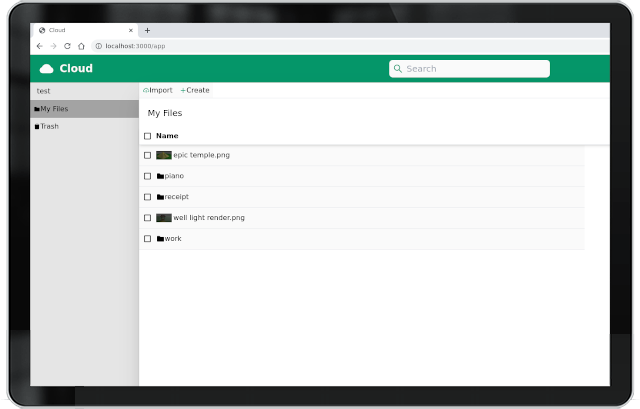 Cloud
localhost:3000/app
Cloud
Search
test
My Files
Trash
Import +Create
My Files
Name
epic temple.png
piano
receipt
well light render.png
work